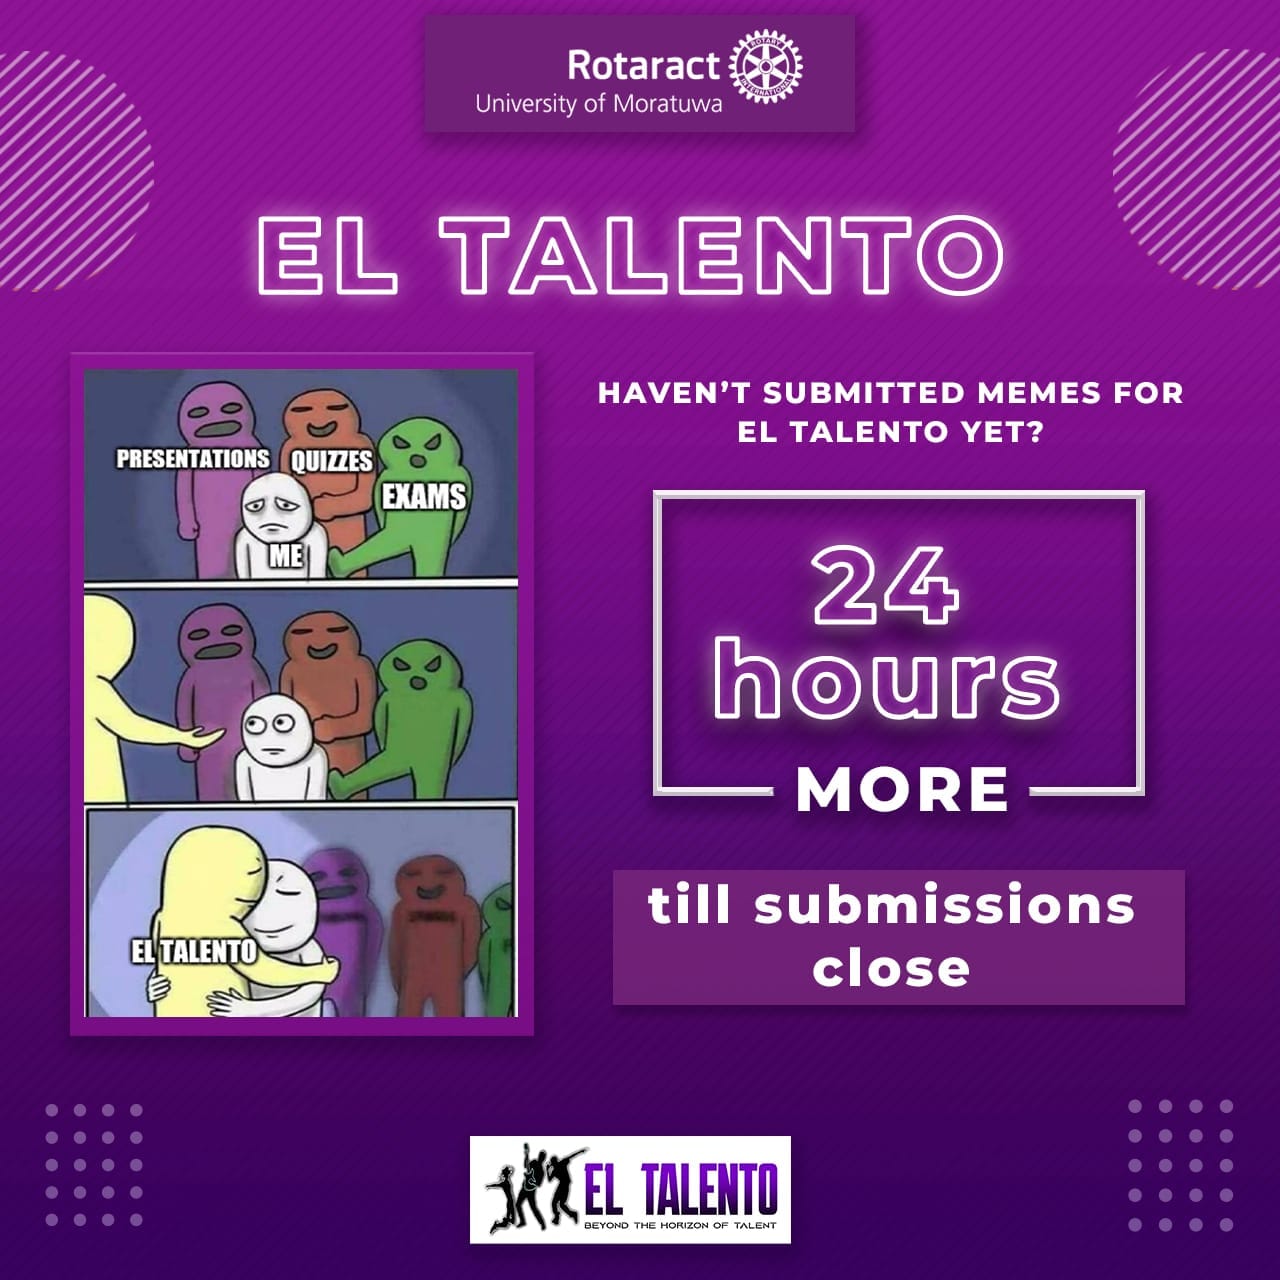 Rotaract
University of Moratuwa
ROTARY
INTERNATIONAL
EL TALENTO
PRESENTATIONS
QUIZZES
EXAMS
ME
EL TALENTO
HAVEN'T SUBMITTED MEMES FOR
EL TALENTO YET?
24
hours
MORE
till submissions
close
EL TALENTO
BEYOND THE HORIZON OF TALENT